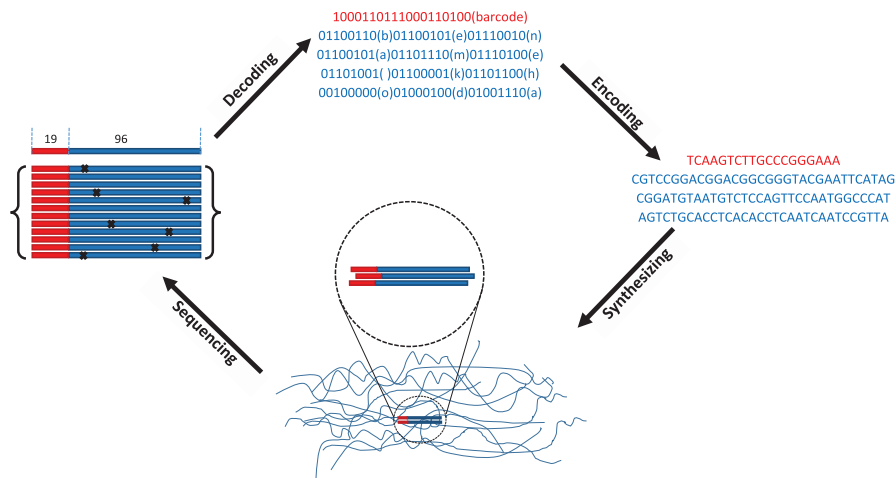 1000110111000110100(barcode)
01100110(b)01100101(e)01110010(n)
01100101(a)01101110(m)01110100(e)
01101001( )01100001(k)01101100(h)
00100000(o)01000100(d)01001110(a)
Decoding
Encoding
19 96
TCAAGTCTTGCCCGGGAAA
CGTCCGGACGGACGGCGGGTACGAATTCATAG
CGGATGTAATGTCTCCAGTTCCAATGGCCCAT
AGTCTGCACCTCACACCTCAATCAATCCGTTA
Sequencing
Synthesizing